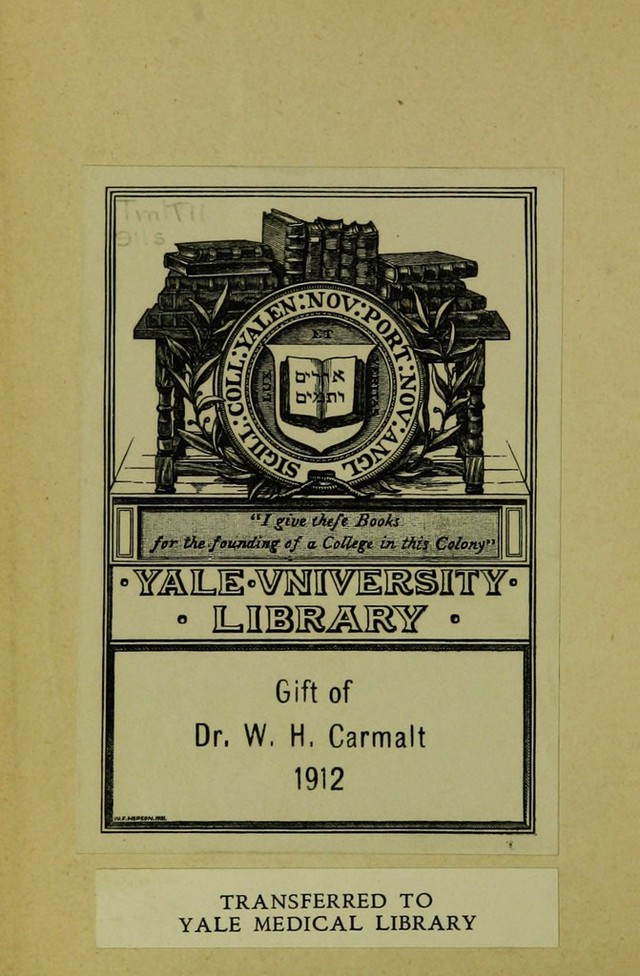 SIGILL:COLL:YALEN:NOV:PORT:NOV:ANGL
ET
LUX
אורים
ותמים
"I give theſe Books
for the founding of a College in this Colony"
·YALE·VNIVERSITY·
· LIBRARY ·
Gift of
Dr. W. H. Carmalt
1912
TRANSFERRED TO
YALE MEDICAL LIBRARY